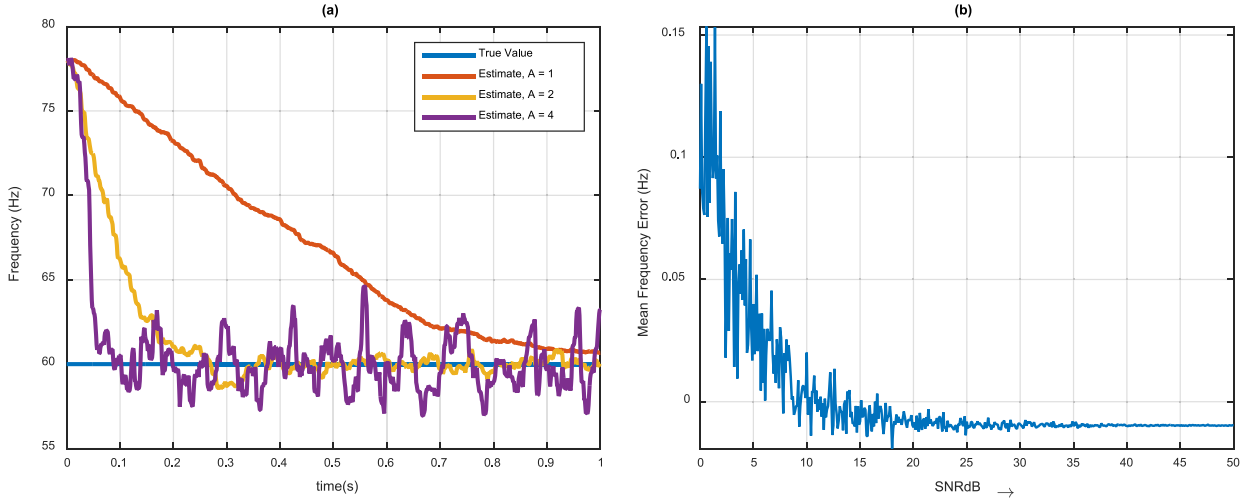 (a)
80
75
70
65
60
55
Frequency (Hz)
0 0.1 0.2 0.3 0.4 0.5 0.6 0.7 0.8 0.9 1
time(s)
True Value
Estimate, A = 1
Estimate, A = 2
Estimate, A = 4
(b)
0.15
0.1
0.05
0
Mean Frequency Error (Hz)
0 5 10 15 20 25 30 35 40 45 50
SNRdB →